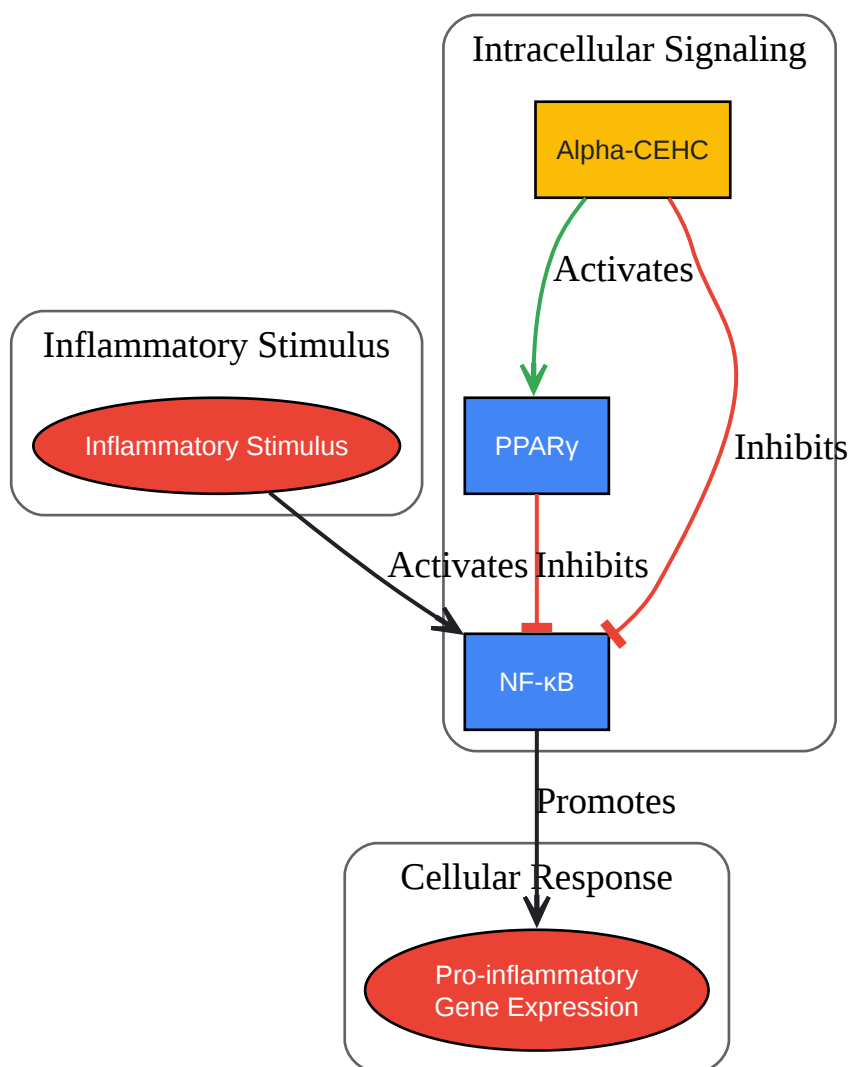 Intracellular Signaling
Alpha-CEHC
Activates
Inflammatory Stimulus
Inflammatory Stimulus
PPARγ
Inhibits
Activates
Inhibits
NF-κB
Promotes
Cellular Response
Pro-inflammatory
Gene Expression